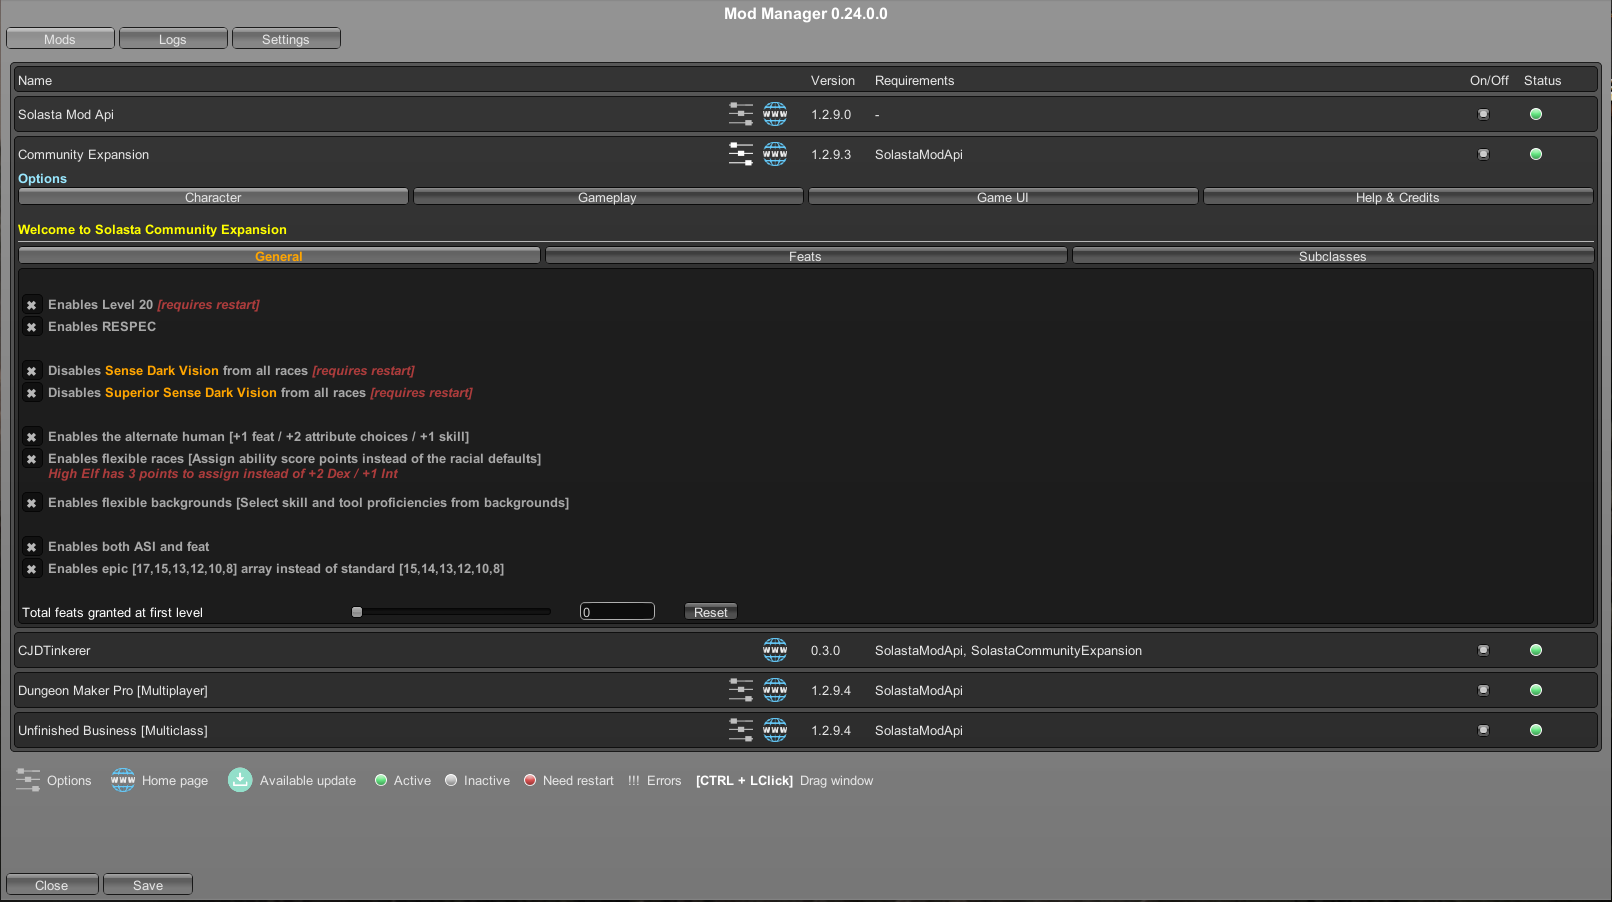 Mod Manager 0.24.0.0
Mods Logs Settings
Name Version Requirements On/Off Status
Solasta Mod Api WWW 1.2.9.0 -
Community Expansion WWW 1.2.9.3 SolastaModApi
Options
Character Gameplay Game UI Help & Credits
Welcome to Solasta Community Expansion
General Feats Subclasses
Enables Level 20 [requires restart]
Enables RESPEC
Disables Sense Dark Vision from all races [requires restart]
Disables Superior Sense Dark Vision from all races [requires restart]
Enables the alternate human [+1 feat / +2 attribute choices / +1 skill]
Enables flexible races [Assign ability score points instead of the racial defaults]
High Elf has 3 points to assign instead of +2 Dex / +1 Int
Enables flexible backgrounds [Select skill and tool proficiencies from backgrounds]
Enables both ASI and feat
Enables epic [17,15,13,12,10,8] array instead of standard [15,14,13,12,10,8]
Total feats granted at first level 0 Reset
CJDTinkerer WWW 0.3.0 SolastaModApi, SolastaCommunityExpansion
Dungeon Maker Pro [Multiplayer] WWW 1.2.9.4 SolastaModApi
Unfinished Business [Multiclass] WWW 1.2.9.4 SolastaModApi
Options WWW Home page Available update Active Inactive Need restart !!! Errors [CTRL + LClick] Drag window
Close Save